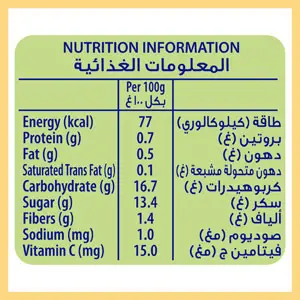 NUTRITION INFORMATION
المعلومات الغذائية
Per 100g
بكل ١٠٠غ
Energy (kcal) 77 طاقة (كيلوكالوري)
Protein (g) 0.7 بروتين (غ)
Fat (g) 0.5 دهون (غ)
Saturated Trans Fat (g) 0.1 دهون متحولة مشبعة (غ)
Carbohydrate (g) 16.7 كربوهيدرات (غ)
Sugar (g) 13.4 سكر (غ)
Fibers (g) 1.4 ألياف (غ)
Sodium (mg) 1.0 صوديوم (مغ)
Vitamin C (mg) 15.0 فيتامين ج (مغ)